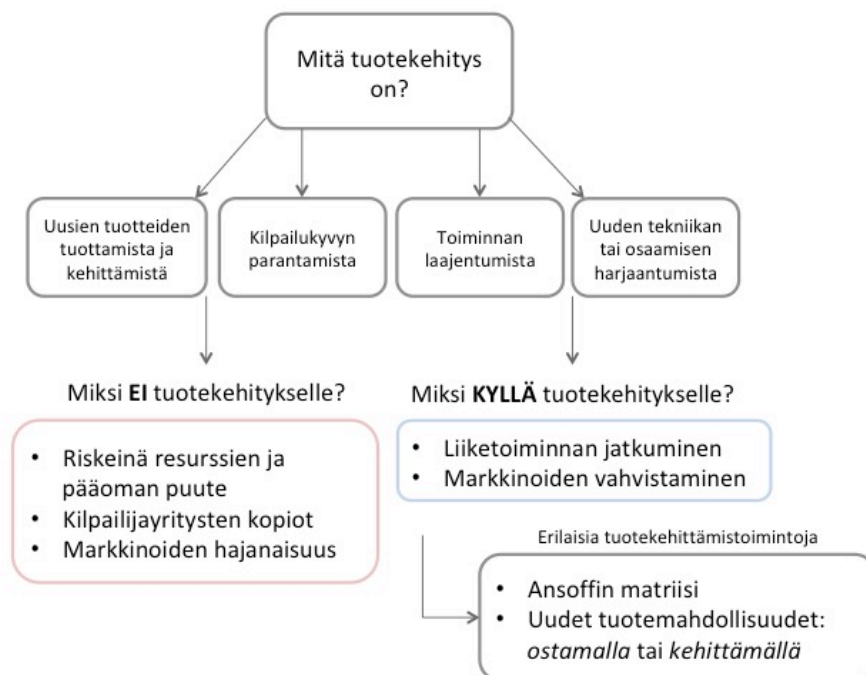 Mitä tuotekehitys
on?
Uusien tuotteiden
tuottamista ja
kehittämistä
Kilpailukyvyn
parantamista
Toiminnan
laajentumista
Uuden tekniikan
tai osaamisen
harjaantumista
Miksi EI tuotekehitykselle?
• Riskeinä resurssien ja
pääoman puute
• Kilpailijayritysten kopiot
• Markkinoiden hajanaisuus
Miksi KYLLÄ tuotekehitykselle?
• Liiketoiminnan jatkuminen
• Markkinoiden vahvistaminen
Erilaisia tuotekehittämistoimintoja
• Ansoffin matriisi
• Uudet tuotemahdollisuudet:
ostamalla tai kehittämällä